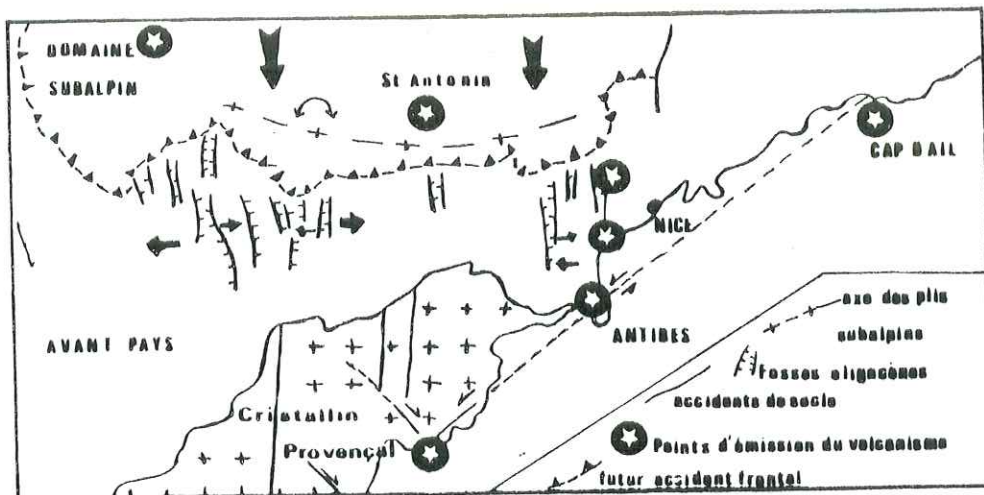 DOMAINE
SUBALPIN
St Antonin
CAP D'AIL
NICE
ANTIBES
AVANT PAYS
Cristallin
Provençal
axe des plis
subalpins
fosses oligocènes
accidents de socle
Points d'émission du volcanisme
futur accident frontal